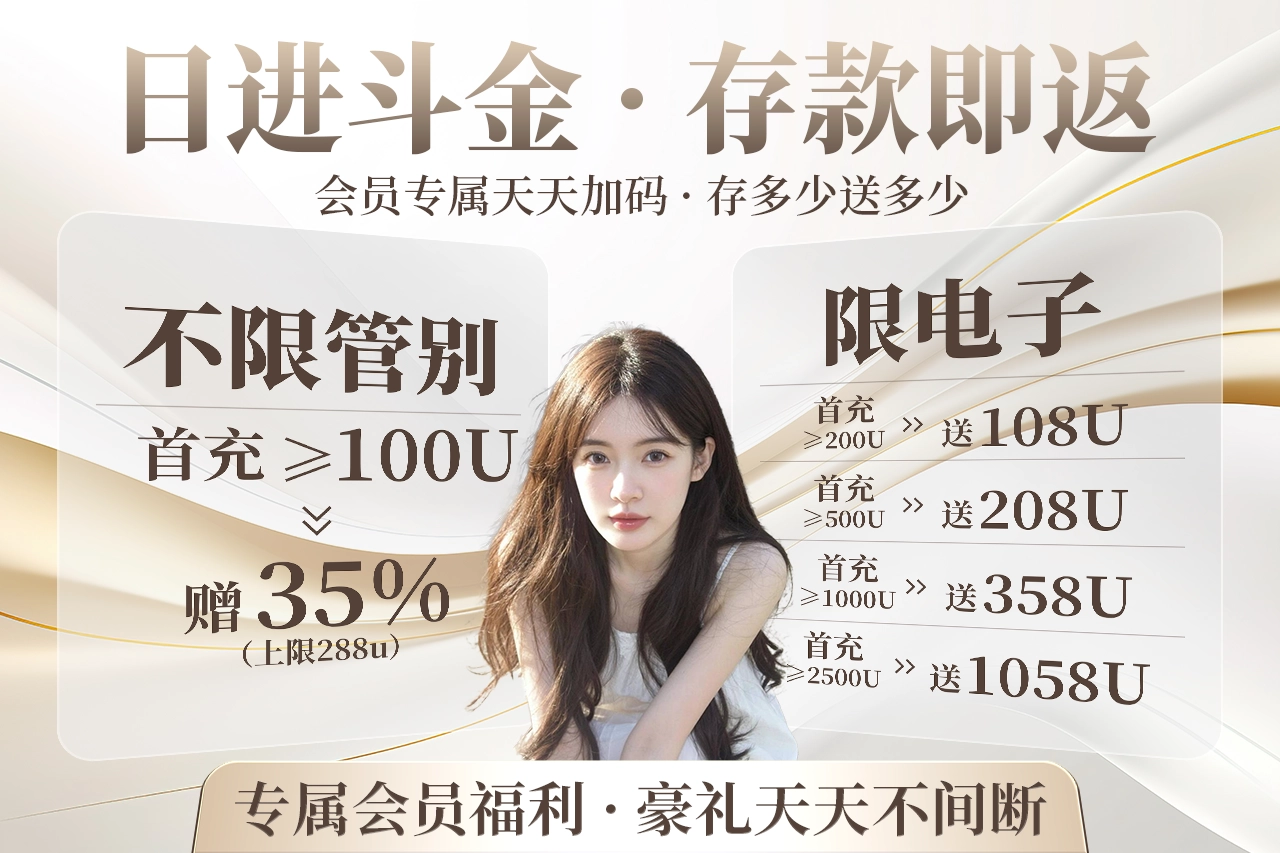 日进斗金·存款即返
会员专属天天加码·存多少送多少
不限管别
首充≥100U
赠35%
（上限288u）
限电子
首充
≥200U
送108U
首充
≥500U
送208U
首充
≥1000U
送358U
首充
≥2500U
送1058U
专属会员福利·豪礼天天不间断